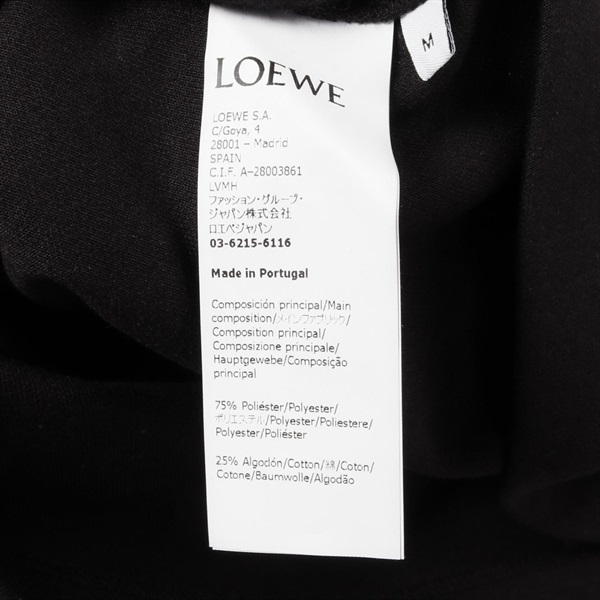 LOEWE
M
LOEWE S.A.
C/Goya, 4
28001 – Madrid
SPAIN
C.I.F. A-28003861
LVMH
ファッション・グループ・
ジャパン株式会社
ロエベジャパン
03-6215-6116
Made in Portugal
Composición principal/Main
composition/メインファブリック/
Composition principal/
Composizione principale/
Hauptgewebe/Composição
principal
75% Poliéster/Polyester/
ポリエステル/Polyester/Poliestere/
Polyester/Poliéster
25% Algodón/Cotton/綿/Coton/
Cotone/Baumwolle/Algodão